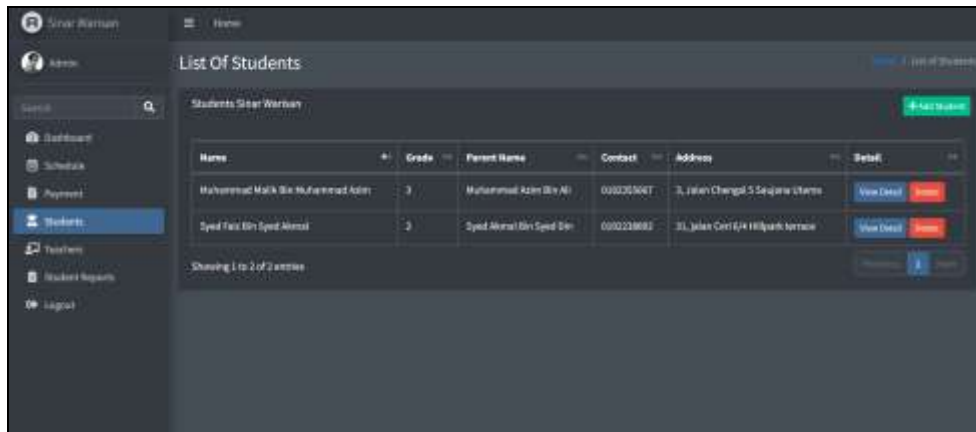 Sinar Warisan
Home
Admin
List Of Students
Search
Students Sinar Warisan
+Add Student
Dashboard
Schedule
Payment
Students
Teachers
Student Reports
Logout
Name Grade Parent Name Contact Address Detail
Muhammad Malik Bin Muhammad Azim 3 Muhammad Azim Bin Ali 3, Jalan Chengal 5 Saujana Utama View Detail Delete
Syed Faiz Bin Syed Akmal 2 Syed Akmal Bin Syed Din 31, Jalan Ceri 6/4 Hillpark terrace View Detail Delete
Showing 1 to 2 of 2 entries
Previous 1 Next